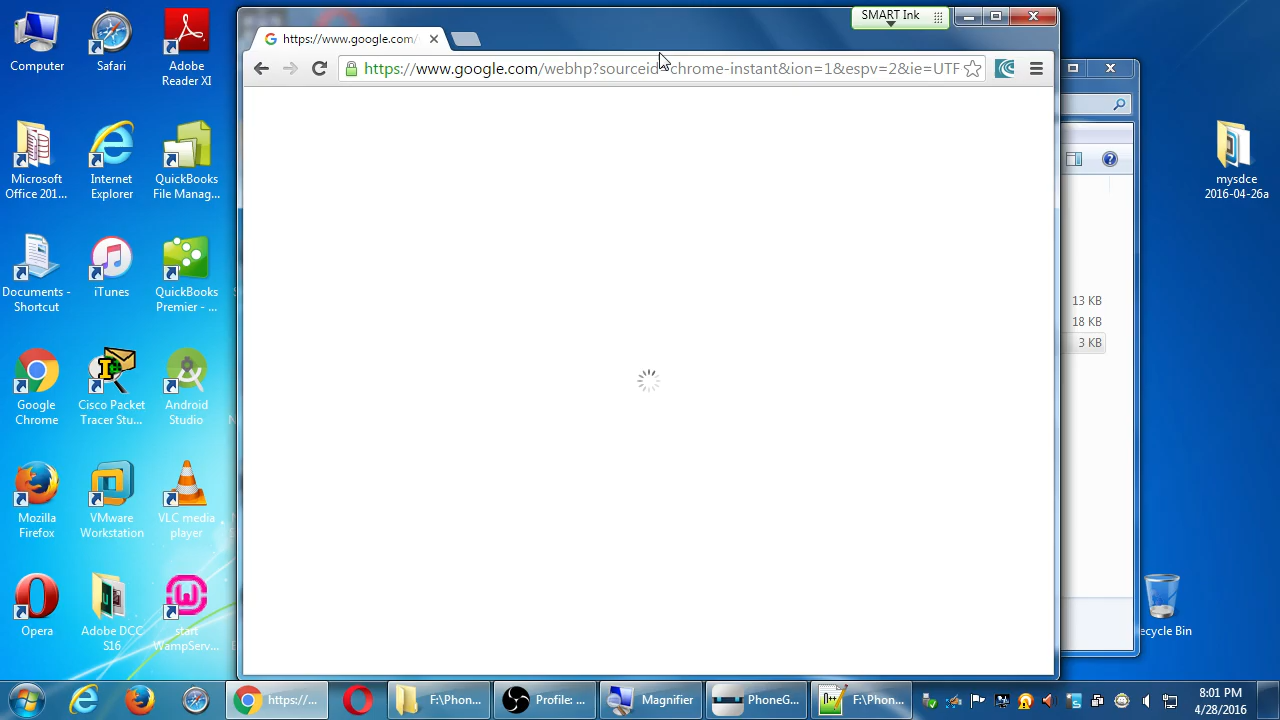 SMART Ink
https://www.google.com/
https://www.google.com/webhp?sourceid=chrome-instant&ion=1&espv=2&ie=UTF
Computer
Safari
Adobe
Reader XI
Microsoft
Office 201...
Internet
Explorer
QuickBooks
File Manag...
mysdce
2016-04-26a
Documents -
Shortcut
iTunes
QuickBooks
Premier - ...
13 KB
18 KB
3 KB
Google
Chrome
Cisco Packet
Tracer Stu...
Android
Studio
Mozilla
Firefox
VMware
Workstation
VLC media
player
Opera
Adobe DCC
S16
start
WampServ...
ecycle Bin
https://...
F:\Phon...
Profile: ...
Magnifier
PhoneG...
F:\Phon...
8:01 PM
4/28/2016